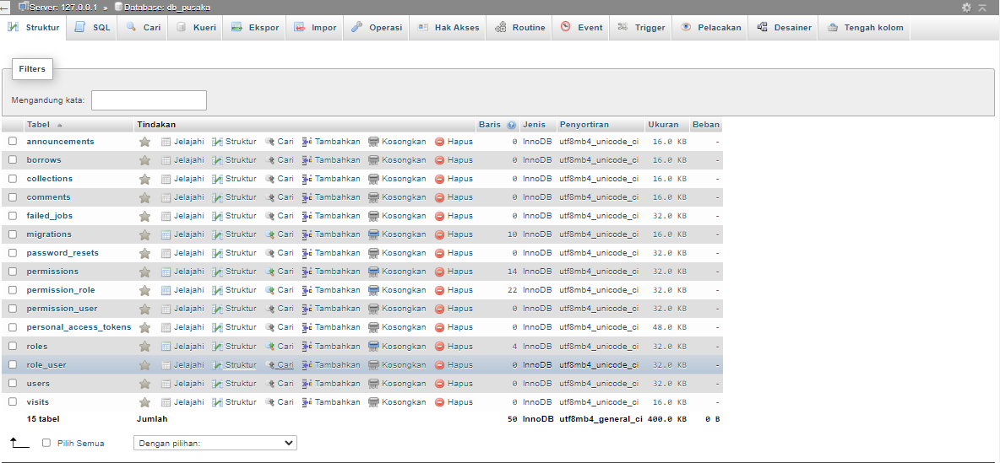 Server: 127.0.0.1 » Database: db_pusaka
Struktur SQL Cari Kueri Ekspor Impor Operasi Hak Akses Routine Event Trigger Pelacakan Desainer Tengah kolom
Filters
Mengandung kata:
Tabel Tindakan Baris Jenis Penyortiran Ukuran Beban
announcements Jelajahi Struktur Cari Tambahkan Kosongkan Hapus 0 InnoDB utf8mb4_unicode_ci 16.0 KB -
borrows Jelajahi Struktur Cari Tambahkan Kosongkan Hapus 0 InnoDB utf8mb4_unicode_ci 16.0 KB -
collections Jelajahi Struktur Cari Tambahkan Kosongkan Hapus 0 InnoDB utf8mb4_unicode_ci 16.0 KB -
comments Jelajahi Struktur Cari Tambahkan Kosongkan Hapus 0 InnoDB utf8mb4_unicode_ci 16.0 KB -
failed_jobs Jelajahi Struktur Cari Tambahkan Kosongkan Hapus 0 InnoDB utf8mb4_unicode_ci 32.0 KB -
migrations Jelajahi Struktur Cari Tambahkan Kosongkan Hapus 10 InnoDB utf8mb4_unicode_ci 16.0 KB -
password_resets Jelajahi Struktur Cari Tambahkan Kosongkan Hapus 0 InnoDB utf8mb4_unicode_ci 32.0 KB -
permissions Jelajahi Struktur Cari Tambahkan Kosongkan Hapus 14 InnoDB utf8mb4_unicode_ci 32.0 KB -
permission_role Jelajahi Struktur Cari Tambahkan Kosongkan Hapus 22 InnoDB utf8mb4_unicode_ci 32.0 KB -
permission_user Jelajahi Struktur Cari Tambahkan Kosongkan Hapus 0 InnoDB utf8mb4_unicode_ci 32.0 KB -
personal_access_tokens Jelajahi Struktur Cari Tambahkan Kosongkan Hapus 0 InnoDB utf8mb4_unicode_ci 48.0 KB -
roles Jelajahi Struktur Cari Tambahkan Kosongkan Hapus 4 InnoDB utf8mb4_unicode_ci 32.0 KB -
role_user Jelajahi Struktur Cari Tambahkan Kosongkan Hapus 0 InnoDB utf8mb4_unicode_ci 32.0 KB -
users Jelajahi Struktur Cari Tambahkan Kosongkan Hapus 0 InnoDB utf8mb4_unicode_ci 32.0 KB -
visits Jelajahi Struktur Cari Tambahkan Kosongkan Hapus 0 InnoDB utf8mb4_unicode_ci 16.0 KB -
15 tabel Jumlah 50 InnoDB utf8mb4_general_ci 400.0 KB 0 B
Pilih Semua Dengan pilihan: